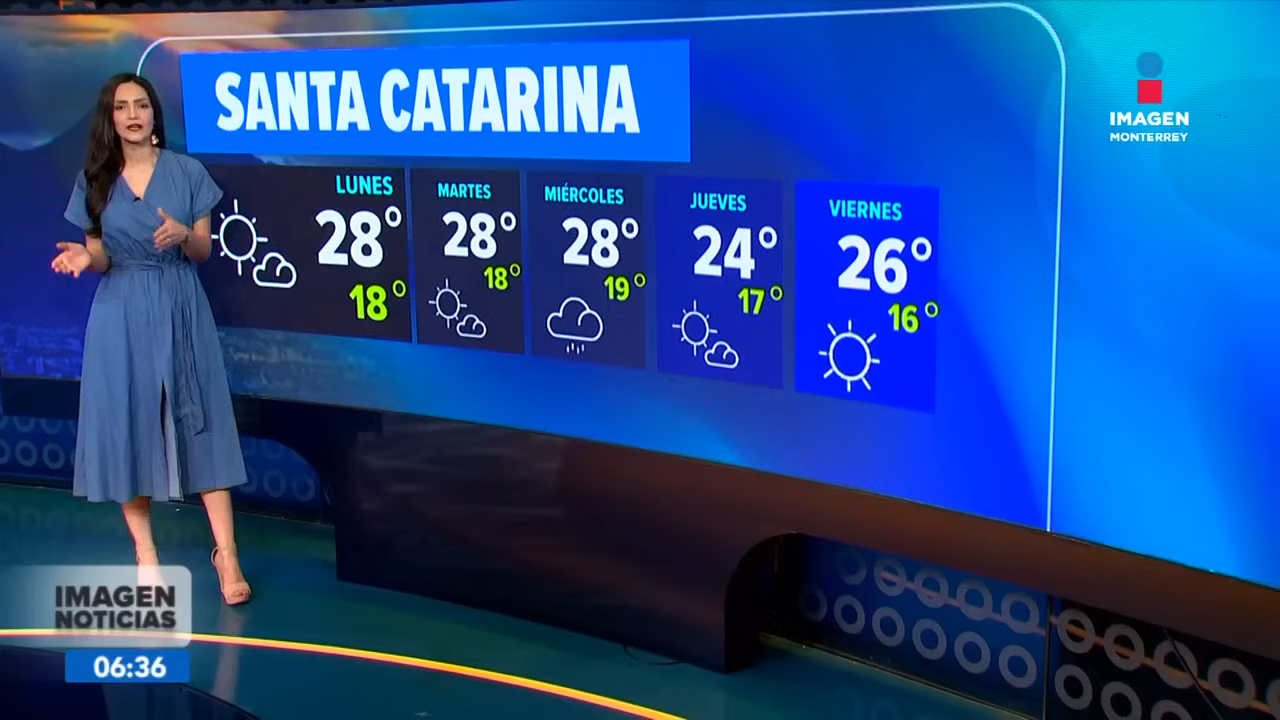 SANTA CATARINA
IMAGEN
MONTERREY
LUNES
28°
18°
MARTES
28°
18°
MIÉRCOLES
28°
19°
JUEVES
24°
17°
VIERNES
26°
16°
IMAGEN
NOTICIAS
06:36